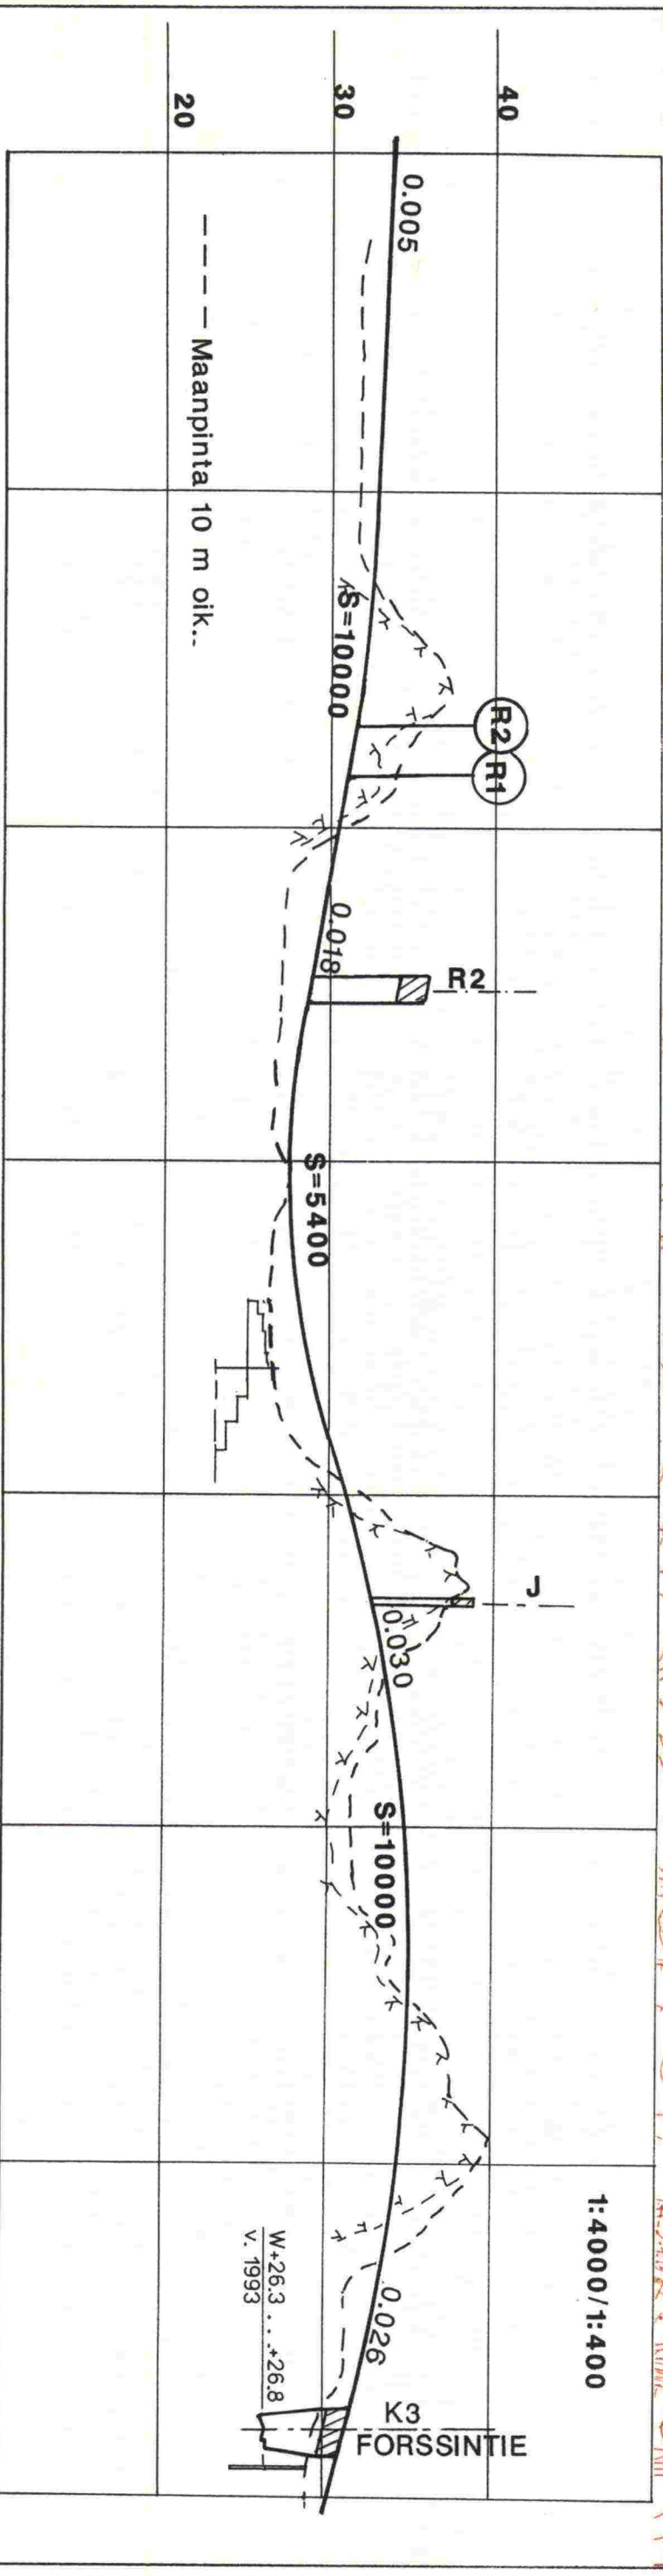 40
30
20
0.005
---- Maanpinta 10 m oik..
S=10000
R2
R1
0.018
R2
S=5400
J
0.030
S=10000
1:4000/1:400
0.026
W+26.3...+26.8
v. 1993
K3
FORSSINTIE